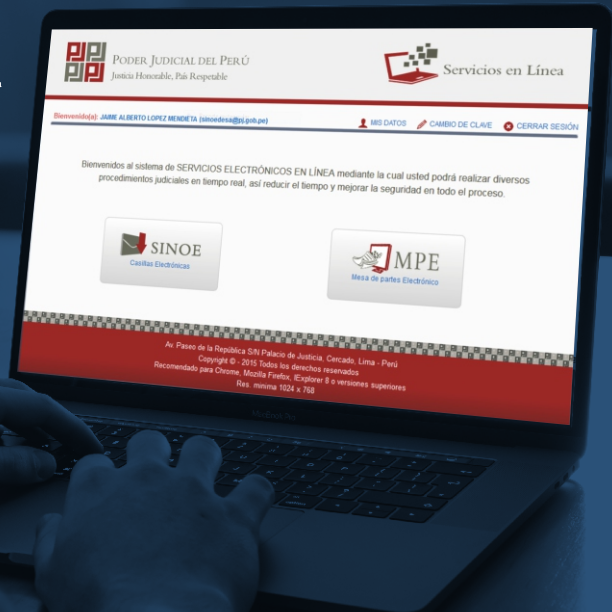 PJPJ
PJPJ
PODER JUDICIAL DEL PERÚ
Justicia Honorable, País Respetable
Servicios en Línea
Bienvenido(a): JAIME ALBERTO LOPEZ MENDIETA (sinoedesa@pj.gob.pe)
MIS DATOS
CAMBIO DE CLAVE
CERRAR SESIÓN
Bienvenidos al sistema de SERVICIOS ELECTRÓNICOS EN LÍNEA mediante la cual usted podrá realizar diversos
procedimientos judiciales en tiempo real, así reducir el tiempo y mejorar la seguridad en todo el proceso.
SINOE
Casillas Electrónicas
MPE
Mesa de partes Electrónico
Av. Paseo de la República S/N Palacio de Justicia, Cercado, Lima - Perú
Copyright © - 2015 Todos los derechos reservados
Recomendado para Chrome, Mozilla Firefox, IExplorer 8 o versiones superiores
Res. minima 1024 x 768